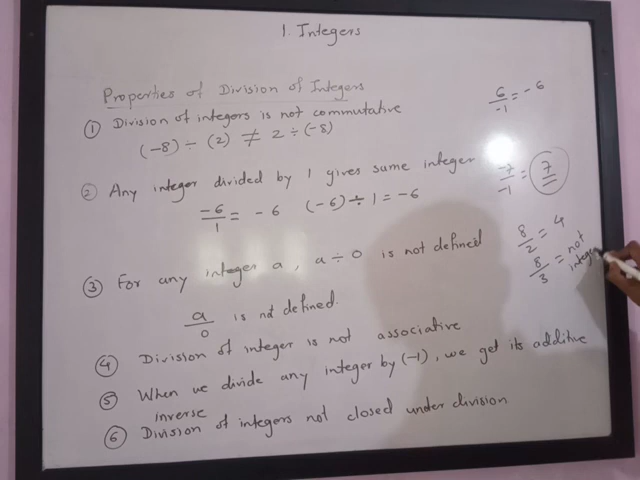 1. Integers
Properties of Division of Integers
① Division of integers is not commutative
(-8) ÷ (2) ≠ 2 ÷ (-8)
② Any integer divided by 1 gives same integer
-6/1 = -6 (-6) ÷ 1 = -6
③ For any integer a, a ÷ 0 is not defined
a/0 is not defined.
④ Division of integer is not associative
⑤ When we divide any integer by (-1), we get its additive
inverse
⑥ Division of integers not closed under division
6/-1 = -6
-7/-1 = 7
8/2 = 4
8/3 = not
integer